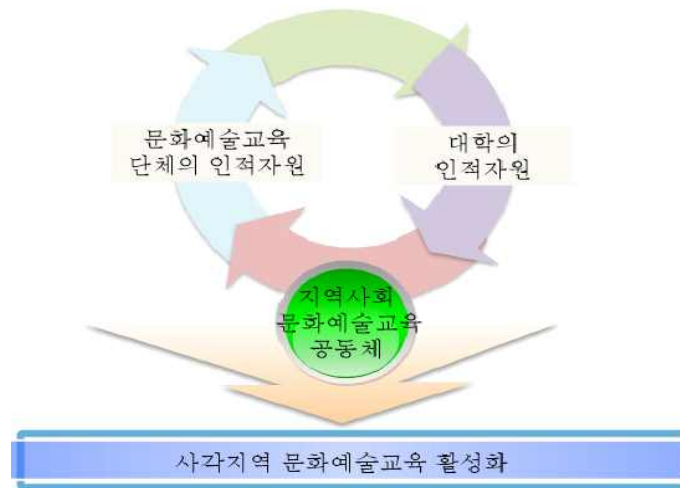 문화예술교육
단체의 인적자원
대학의
인적자원
지역사회
문화예술교육
공동체
사각지역 문화예술교육 활성화